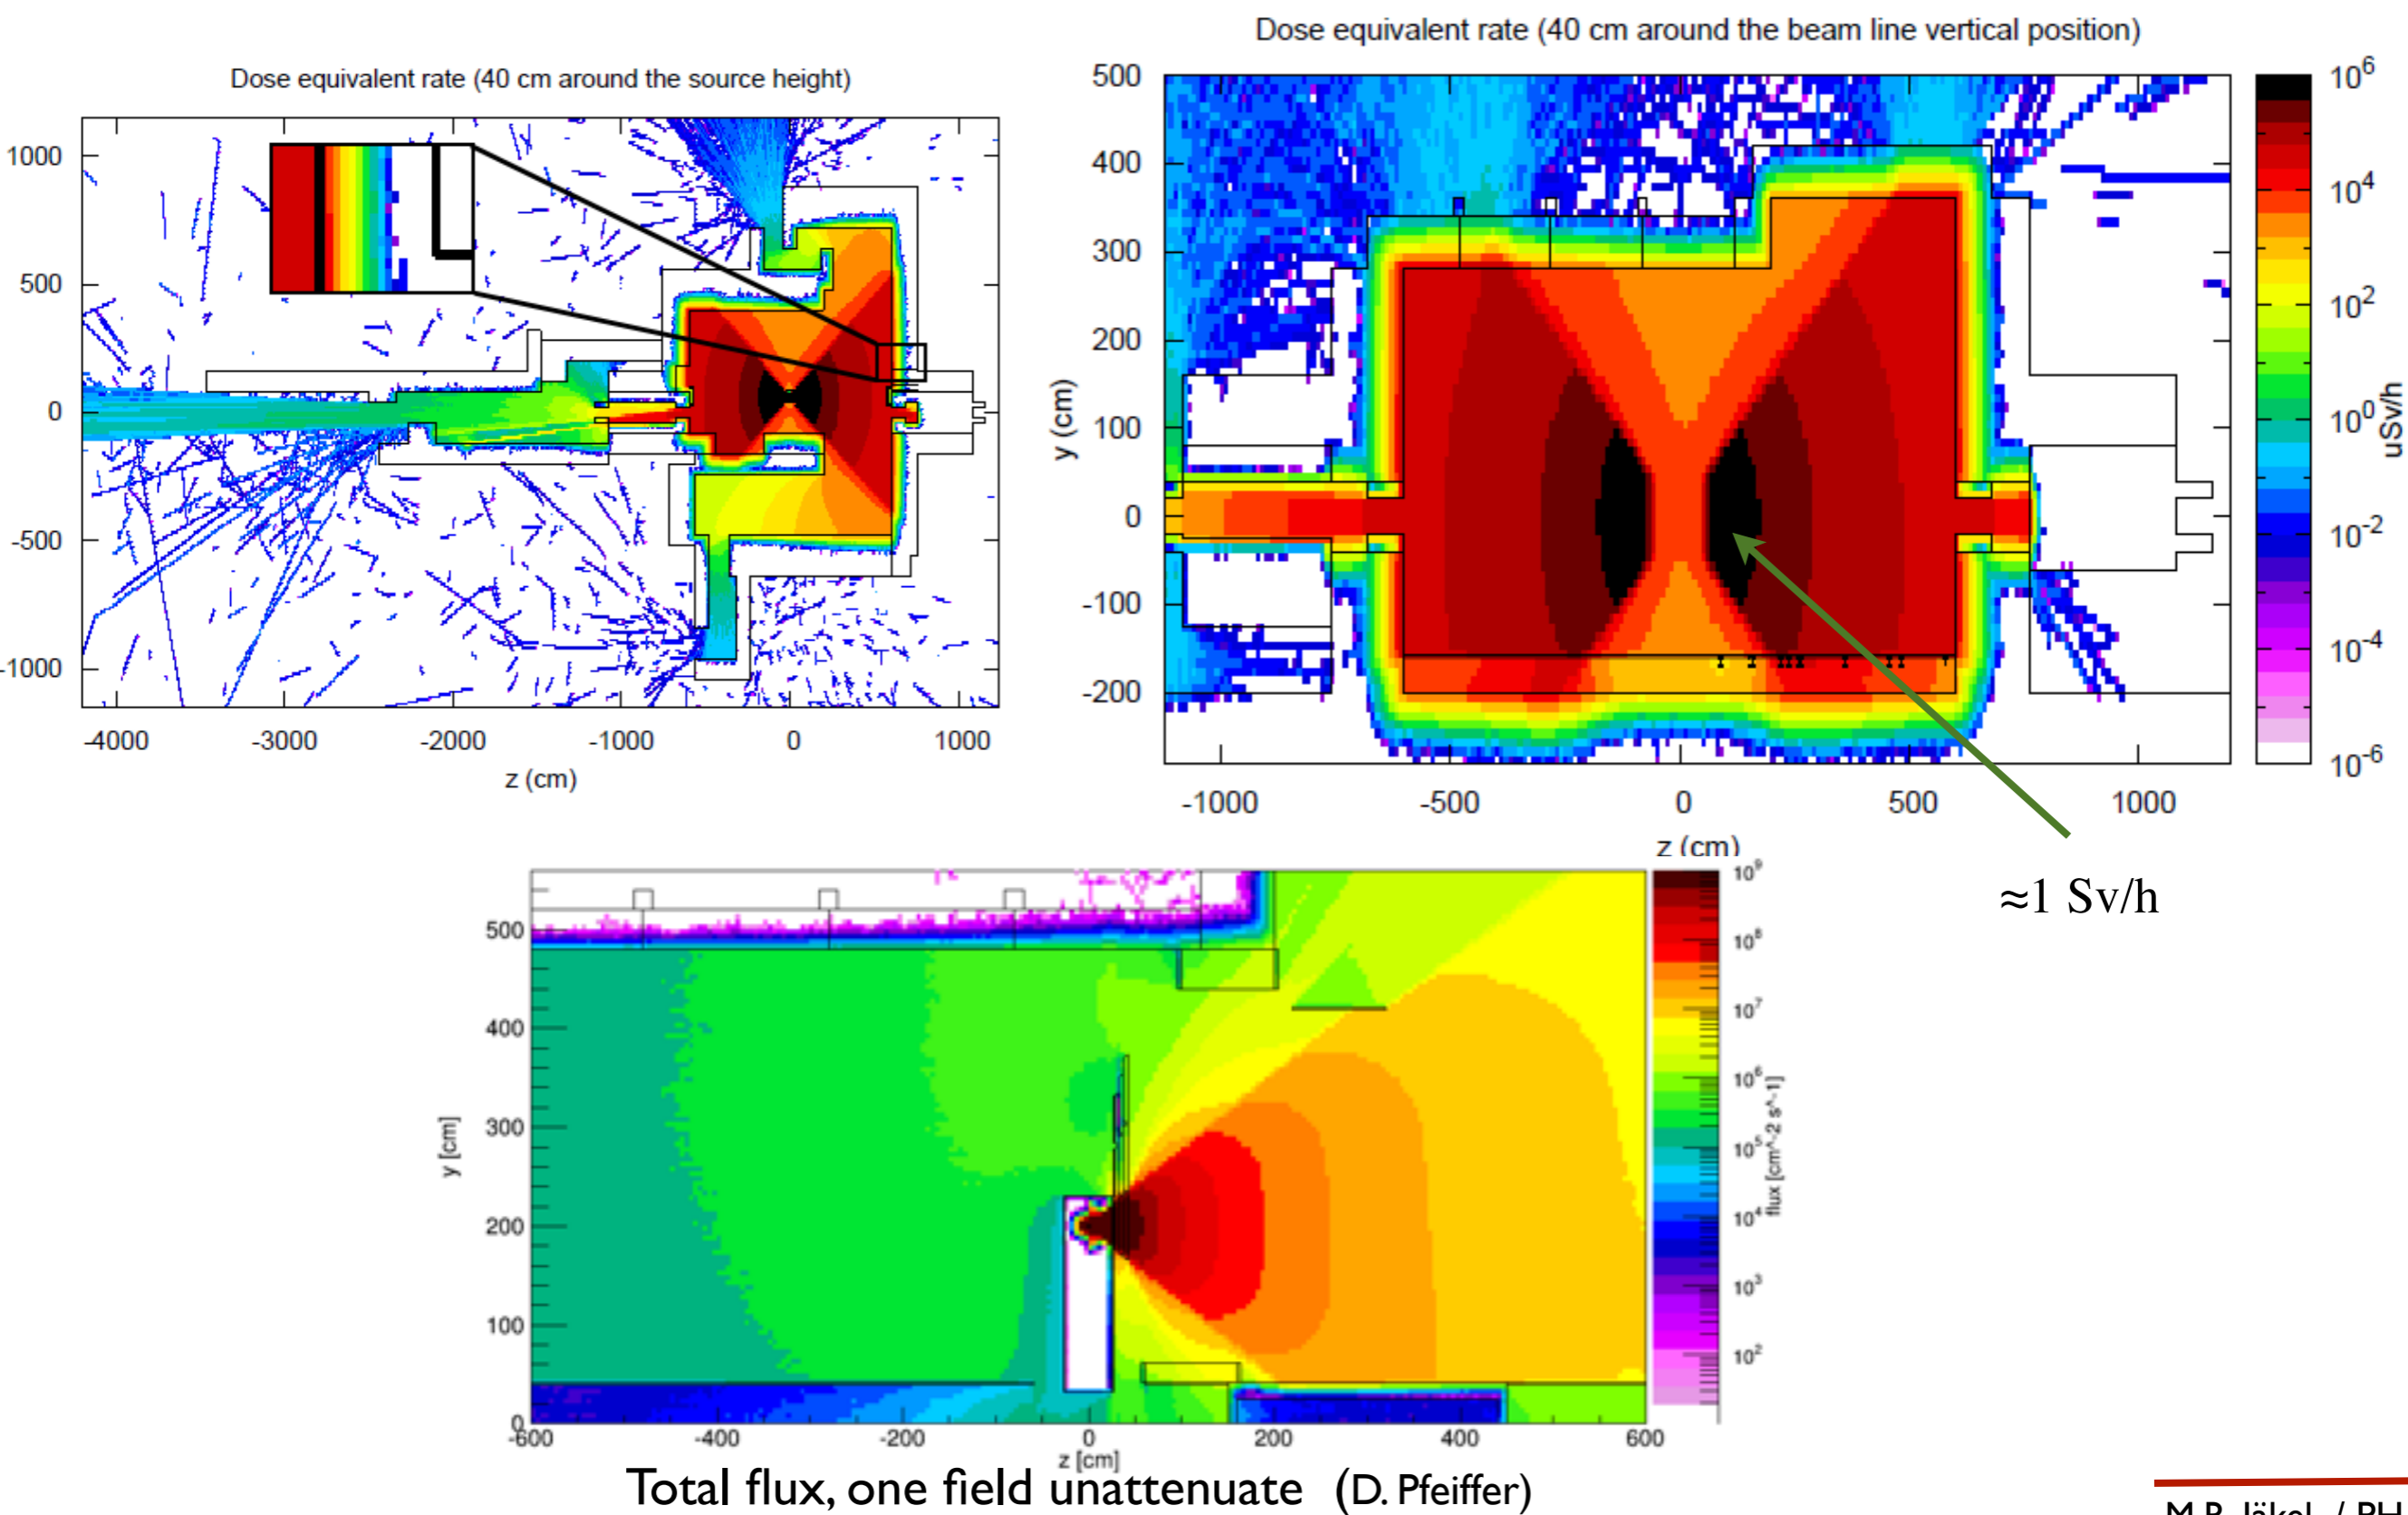 Dose equivalent rate (40 cm around the source height)
1000
500
0
-500
-1000
-4000 -3000 -2000 -1000 0 1000
z (cm)
Dose equivalent rate (40 cm around the beam line vertical position)
500
400
300
200
100
0
-100
-200
y (cm)
-1000 -500 0 500 1000
z (cm)
10^6
10^4
10^2
10^0
10^-2
10^-4
10^-6
uSv/h
≈1 Sv/h
500
400
300
200
100
0
y [cm]
-600 -400 -200 0 200 400 600
z [cm]
10^9
10^8
10^7
10^6
10^5
10^4
10^3
10^2
flux [cm^-2 s^-1]
Total flux, one field unattenuate (D. Pfeiffer)
M.R. Jäkel / PH